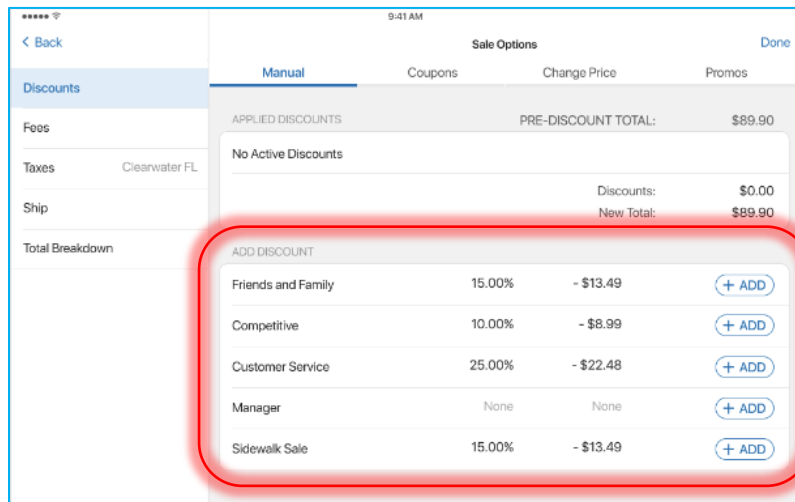 9:41 AM
< Back
Sale Options
Done
Manual
Coupons
Change Price
Promos
Discounts
Fees
Taxes Clearwater FL
Ship
Total Breakdown
APPLIED DISCOUNTS PRE-DISCOUNT TOTAL: $89.90
No Active Discounts
Discounts: $0.00
New Total: $89.90
ADD DISCOUNT
Friends and Family 15.00% - $13.49 + ADD
Competitive 10.00% - $8.99 + ADD
Customer Service 25.00% - $22.48 + ADD
Manager None None + ADD
Sidewalk Sale 15.00% - $13.49 + ADD